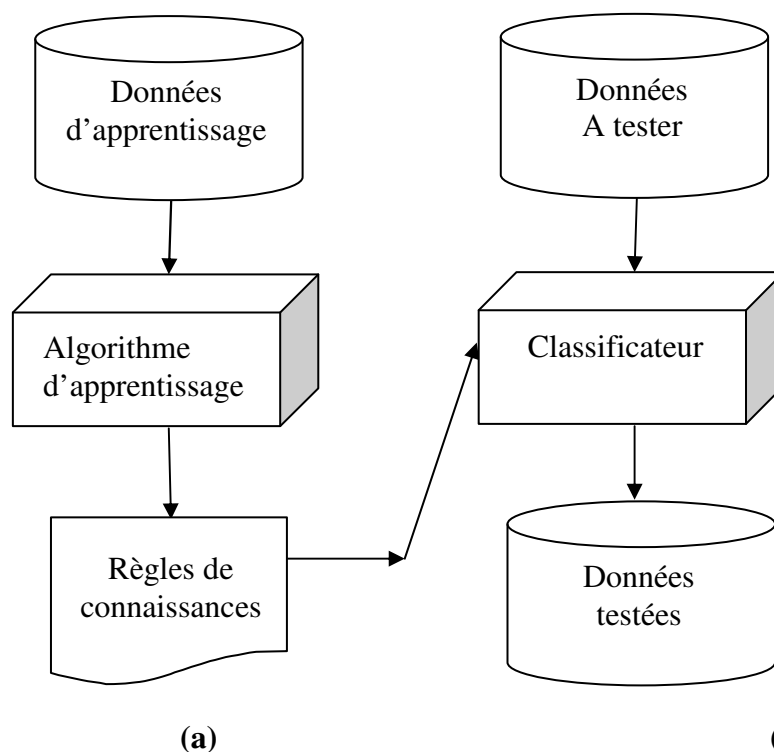 Données
d’apprentissage
Algorithme
d’apprentissage
Règles de
connaissances
(a)
Données
A tester
Classificateur
Données
testées
(